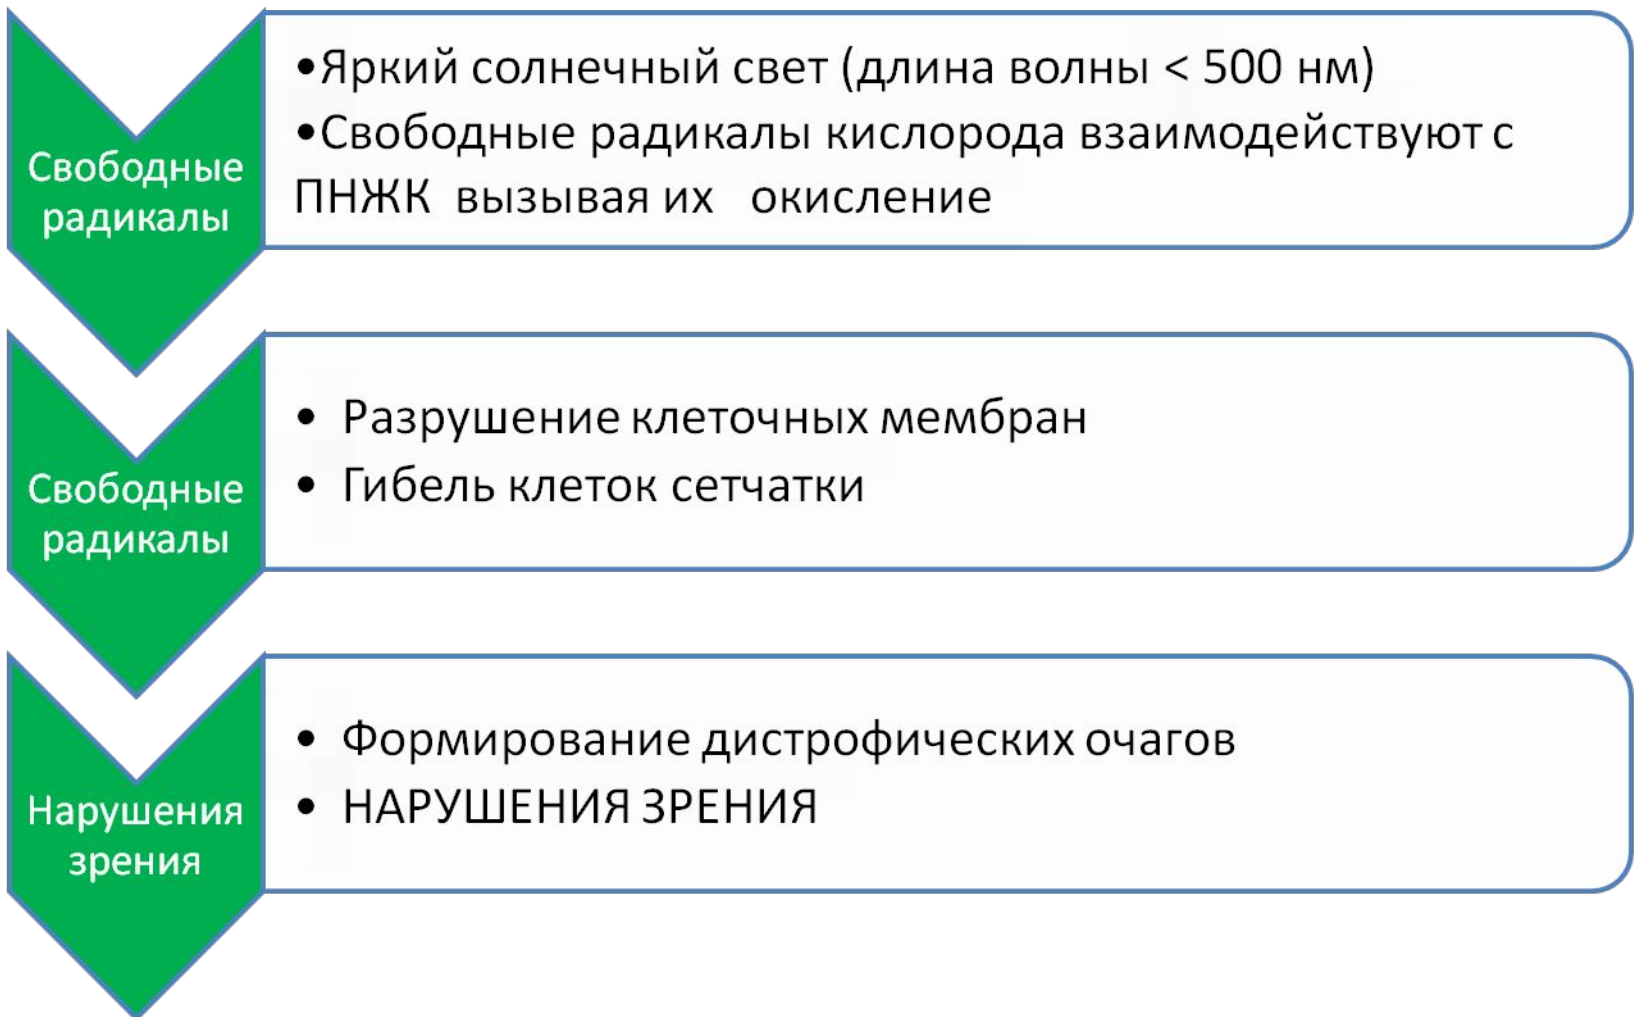 Свободные
радикалы
•Яркий солнечный свет (длина волны < 500 нм)
•Свободные радикалы кислорода взаимодействуют с
ПНЖК вызывая их окисление
Свободные
радикалы
• Разрушение клеточных мембран
• Гибель клеток сетчатки
Нарушения
зрения
• Формирование дистрофических очагов
• НАРУШЕНИЯ ЗРЕНИЯ